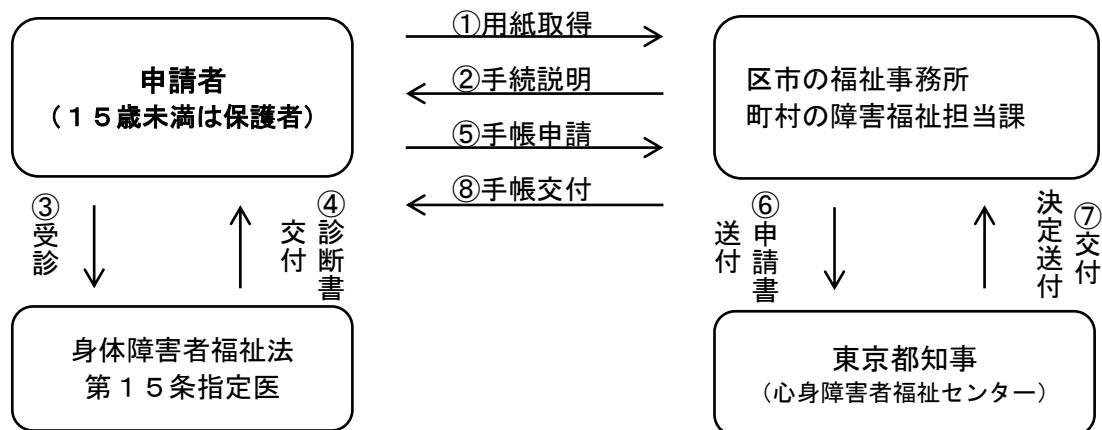 ①用紙取得
申請者
(15歳未満は保護者)
②手続説明
区市の福祉事務所
町村の障害福祉担当課
⑤手帳申請
⑧手帳交付
③受診
④診断書
交付
⑥申請書
送付
⑦交付
決定送付
身体障害者福祉法
第15条指定医
東京都知事
(心身障害者福祉センター)